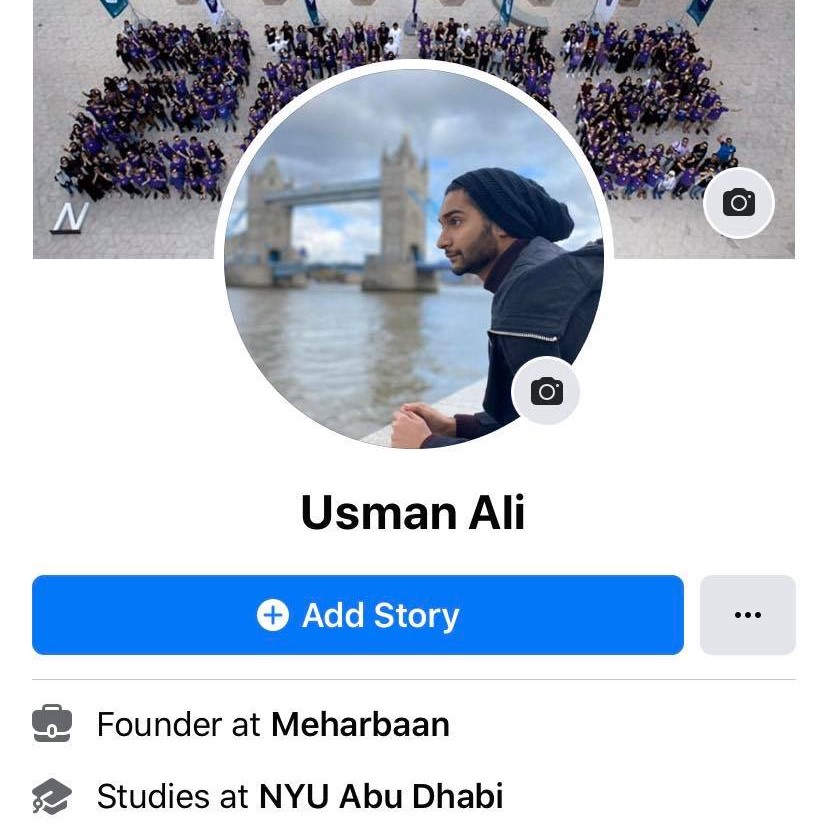 N
Usman Ali
Add Story
Founder at Meharbaan
Studies at NYU Abu Dhabi